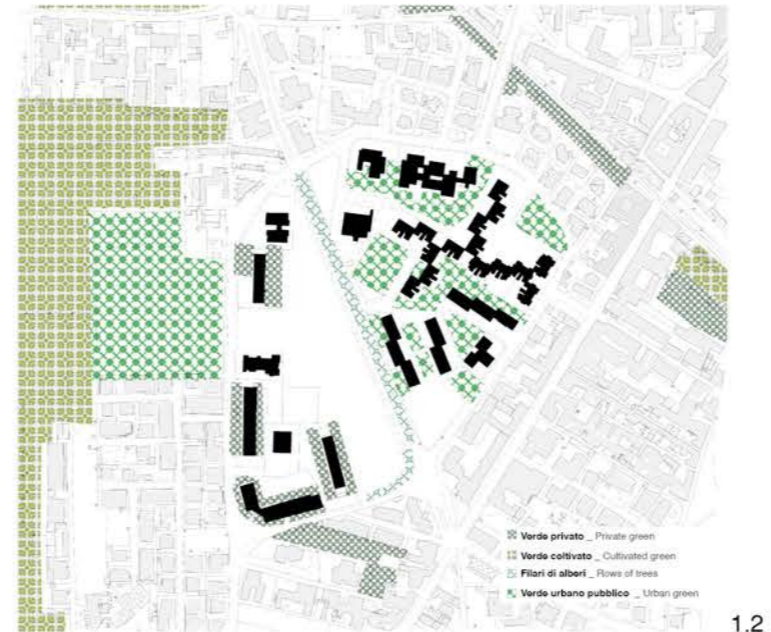 Verde privato _ Private green
Verde coltivato _ Cultivated green
Filari di alberi _ Rows of trees
Verde urbano pubblico _ Urban green
1.2